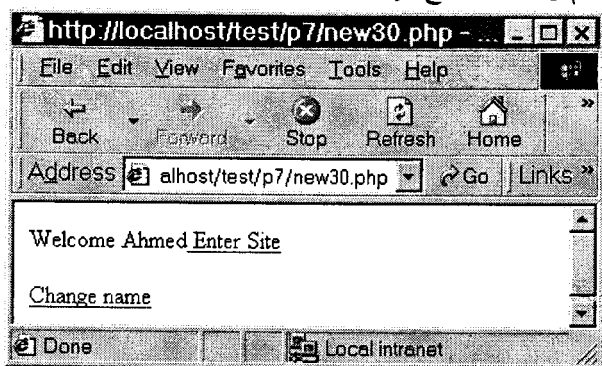 http://localhost/test/p7/new30.php - ...
File Edit View Favorites Tools Help
Back Forward Stop Refresh Home »
Address alhost/test/p7/new30.php Go Links »
Welcome Ahmed Enter Site
Change name
Done Local intranet